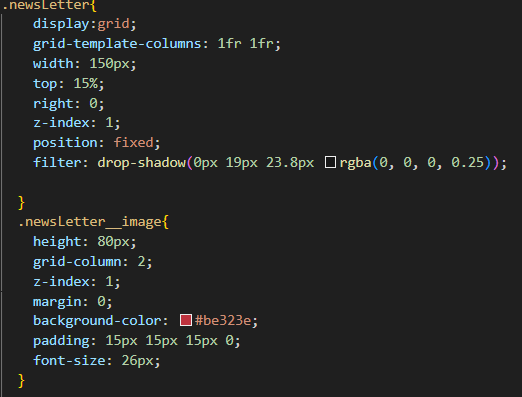 .newsLetter{
display:grid;
grid-template-columns: 1fr 1fr;
width: 150px;
top: 15%;
right: 0;
z-index: 1;
position: fixed;
filter: drop-shadow(0px 19px 23.8px rgba(0, 0, 0, 0.25));
}
.newsLetter__image{
height: 80px;
grid-column: 2;
z-index: 1;
margin: 0;
background-color: #be323e;
padding: 15px 15px 15px 0;
font-size: 26px;
}